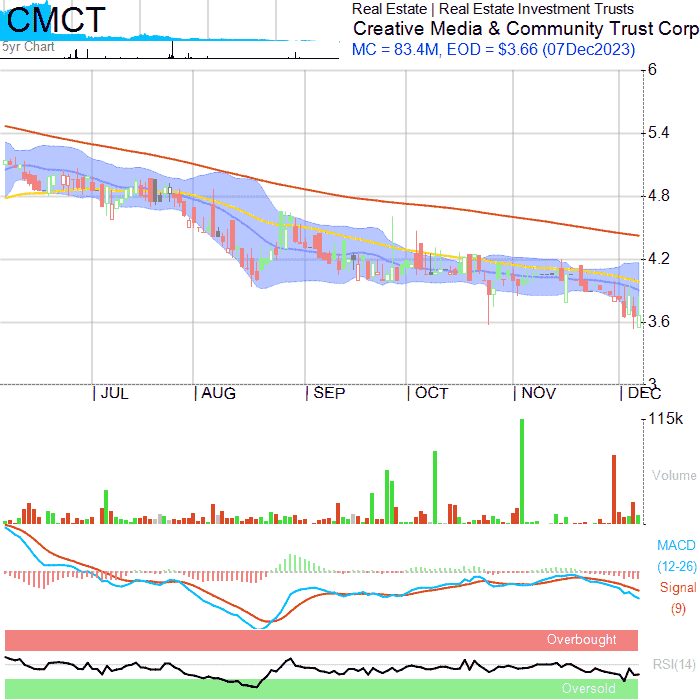 CMCT
5yr Chart
Real Estate | Real Estate Investment Trusts
Creative Media & Community Trust Corp
MC = 83.4M, EOD = $3.66 (07Dec2023)
6
5.4
4.8
4.2
3.6
3
JUL AUG SEP OCT NOV DEC
115k
Volume
MACD
(12-26)
Signal
(9)
Overbought
RSI(14)
Oversold